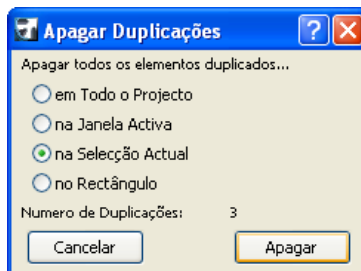 Apagar Duplicações
Apagar todos os elementos duplicados...
em Todo o Projecto
na Janela Activa
na Selecção Actual
no Rectângulo
Numero de Duplicações: 3
Cancelar Apagar